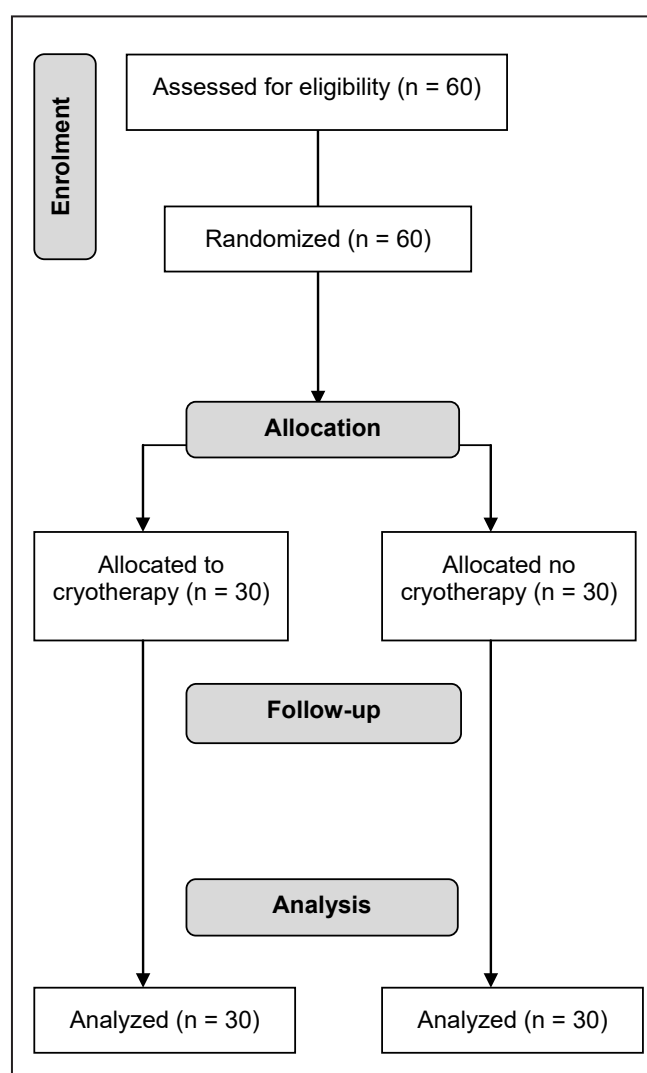 Enrolment
Assessed for eligibility (n = 60)
Randomized (n = 60)
Allocation
Allocated to
cryotherapy (n = 30)
Allocated no
cryotherapy (n = 30)
Follow-up
Analysis
Analyzed (n = 30)
Analyzed (n = 30)